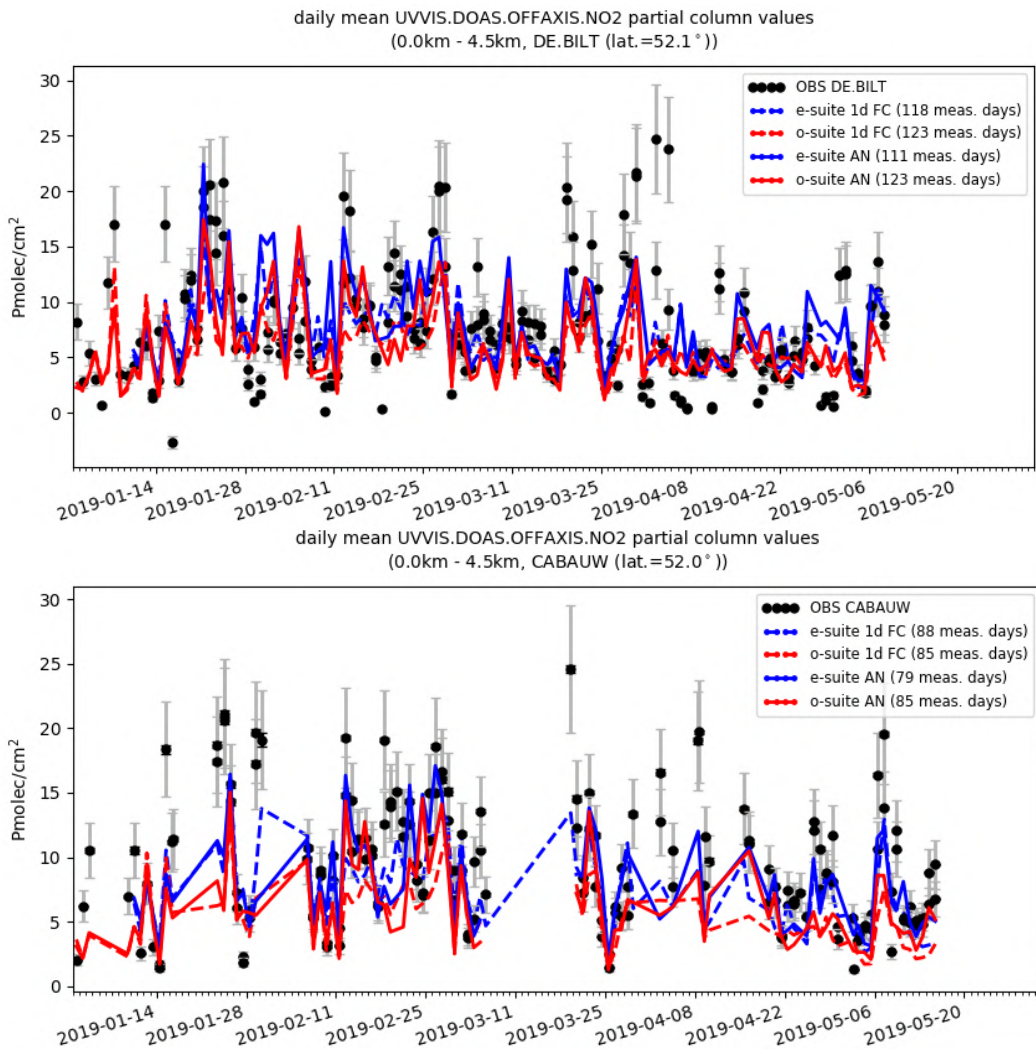 daily mean UVVIS.DOAS.OFFAXIS.NO2 partial column values
(0.0km - 4.5km, DE.BILT (lat.=52.1°))
30
25
20
15
10
5
0
Pmolec/cm²
OBS DE.BILT
e-suite 1d FC (118 meas. days)
o-suite 1d FC (123 meas. days)
e-suite AN (111 meas. days)
o-suite AN (123 meas. days)
2019-01-14 2019-01-28 2019-02-11 2019-02-25 2019-03-11 2019-03-25 2019-04-08 2019-04-22 2019-05-06 2019-05-20
daily mean UVVIS.DOAS.OFFAXIS.NO2 partial column values
(0.0km - 4.5km, CABAUW (lat.=52.0°))
30
25
20
15
10
5
0
Pmolec/cm²
OBS CABAUW
e-suite 1d FC (88 meas. days)
o-suite 1d FC (85 meas. days)
e-suite AN (79 meas. days)
o-suite AN (85 meas. days)
2019-01-14 2019-01-28 2019-02-11 2019-02-25 2019-03-11 2019-03-25 2019-04-08 2019-04-22 2019-05-06 2019-05-20